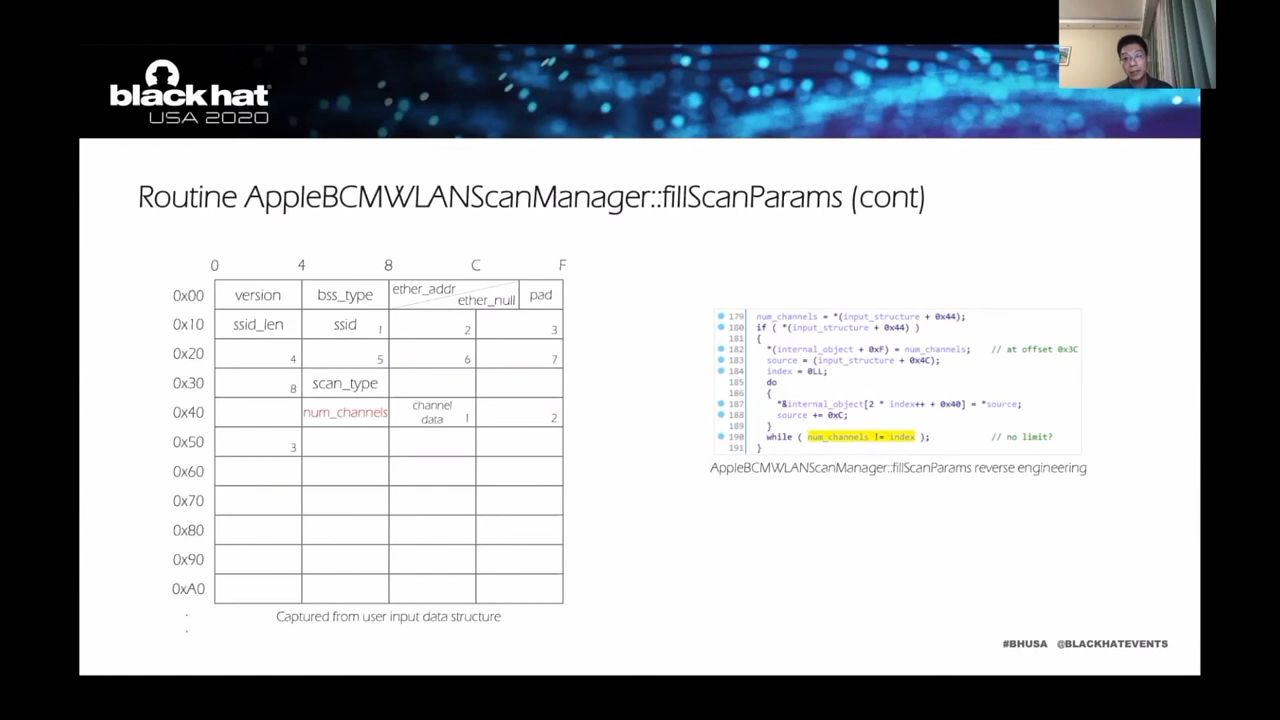 black hat
USA 2020
Routine AppleBCMWLANScanManager::fillScanParams (cont)
0 4 8 C F
0x00 version bss_type ether_addr ether_null pad
0x10 ssid_len ssid 1 2 3
0x20 4 5 6 7
0x30 8 scan_type
0x40 num_channels channel data 1 2
0x50 3
0x60
0x70
0x80
0x90
0xA0
.
.
Captured from user input data structure
179 num_channels = *(input_structure + 0x44);
180 if ( *(input_structure + 0x44) )
181 {
182 *(internal_object + 0xF) = num_channels; // at offset 0x3C
183 source = (input_structure + 0x4C);
184 index = 0LL;
185 do
186 {
187 *&internal_object[2 * index++ + 0x40] = *source;
188 source += 0xC;
189 }
190 while ( num_channels != index ); // no limit?
191 }
AppleBCMWLANScanManager::fillScanParams reverse engineering
#BHUSA @BLACKHATEVENTS